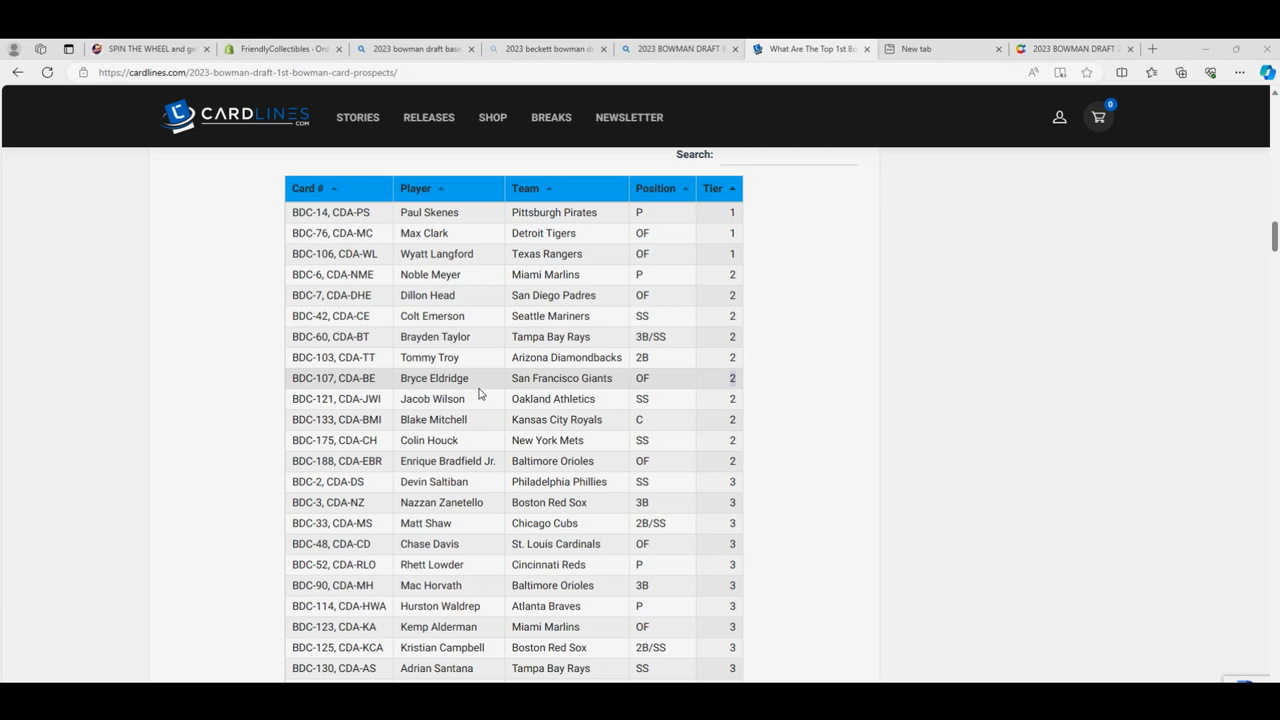 SPIN THE WHEEL and ge
FriendlyCollectibles - Ord
2023 bowman draft base
2023 beckett bowman dr
2023 BOWMAN DRAFT B
What Are The Top 1st Bo
New tab
2023 BOWMAN DRAFT
https://cardlines.com/2023-bowman-draft-1st-bowman-card-prospects/
CARDLINES
.COM
STORIES RELEASES SHOP BREAKS NEWSLETTER
0
Search:
Card # Player Team Position Tier
BDC-14, CDA-PS Paul Skenes Pittsburgh Pirates P 1
BDC-76, CDA-MC Max Clark Detroit Tigers OF 1
BDC-106, CDA-WL Wyatt Langford Texas Rangers OF 1
BDC-6, CDA-NME Noble Meyer Miami Marlins P 2
BDC-7, CDA-DHE Dillon Head San Diego Padres OF 2
BDC-42, CDA-CE Colt Emerson Seattle Mariners SS 2
BDC-60, CDA-BT Brayden Taylor Tampa Bay Rays 3B/SS 2
BDC-103, CDA-TT Tommy Troy Arizona Diamondbacks 2B 2
BDC-107, CDA-BE Bryce Eldridge San Francisco Giants OF 2
BDC-121, CDA-JWI Jacob Wilson Oakland Athletics SS 2
BDC-133, CDA-BMI Blake Mitchell Kansas City Royals C 2
BDC-175, CDA-CH Colin Houck New York Mets SS 2
BDC-188, CDA-EBR Enrique Bradfield Jr. Baltimore Orioles OF 2
BDC-2, CDA-DS Devin Saltiban Philadelphia Phillies SS 3
BDC-3, CDA-NZ Nazzan Zanetello Boston Red Sox 3B 3
BDC-33, CDA-MS Matt Shaw Chicago Cubs 2B/SS 3
BDC-48, CDA-CD Chase Davis St. Louis Cardinals OF 3
BDC-52, CDA-RLO Rhett Lowder Cincinnati Reds P 3
BDC-90, CDA-MH Mac Horvath Baltimore Orioles 3B 3
BDC-114, CDA-HWA Hurston Waldrep Atlanta Braves P 3
BDC-123, CDA-KA Kemp Alderman Miami Marlins OF 3
BDC-125, CDA-KCA Kristian Campbell Boston Red Sox 2B/SS 3
BDC-130, CDA-AS Adrian Santana Tampa Bay Rays SS 3